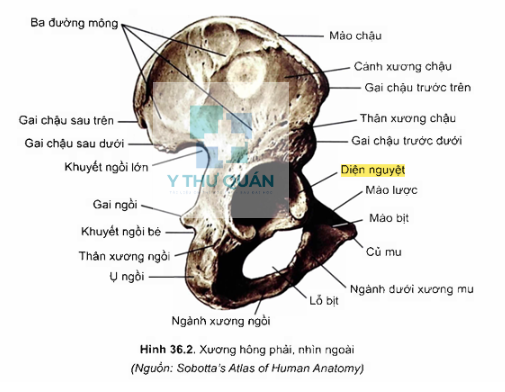 Ba đường mông
Mào chậu
Cánh xương chậu
Gai chậu trước trên
Gai chậu sau trên
Thân xương chậu
Gai chậu sau dưới
Gai chậu trước dưới
Khuyết ngồi lớn
Diện nguyệt
Y THƯ QUÁN
Mào lược
Gai ngồi
Mào bịt
Khuyết ngồi bé
Củ mu
Thân xương ngồi
Ụ ngồi
Ngành dưới xương mu
Lỗ bịt
Ngành xương ngồi
Hình 36.2. Xương hông phải, nhìn ngoài
(Nguồn: Sobotta's Atlas of Human Anatomy)